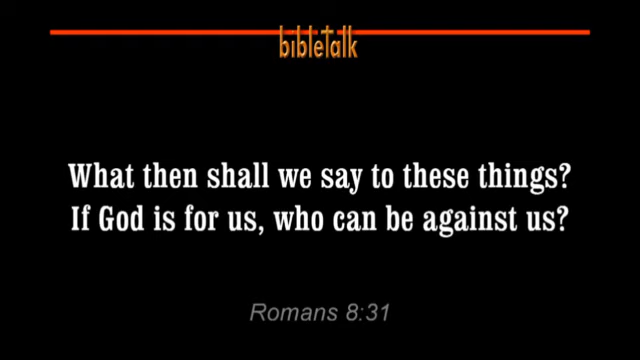 bibleTalk
What then shall we say to these things?
If God is for us, who can be against us?
Romans 8:31